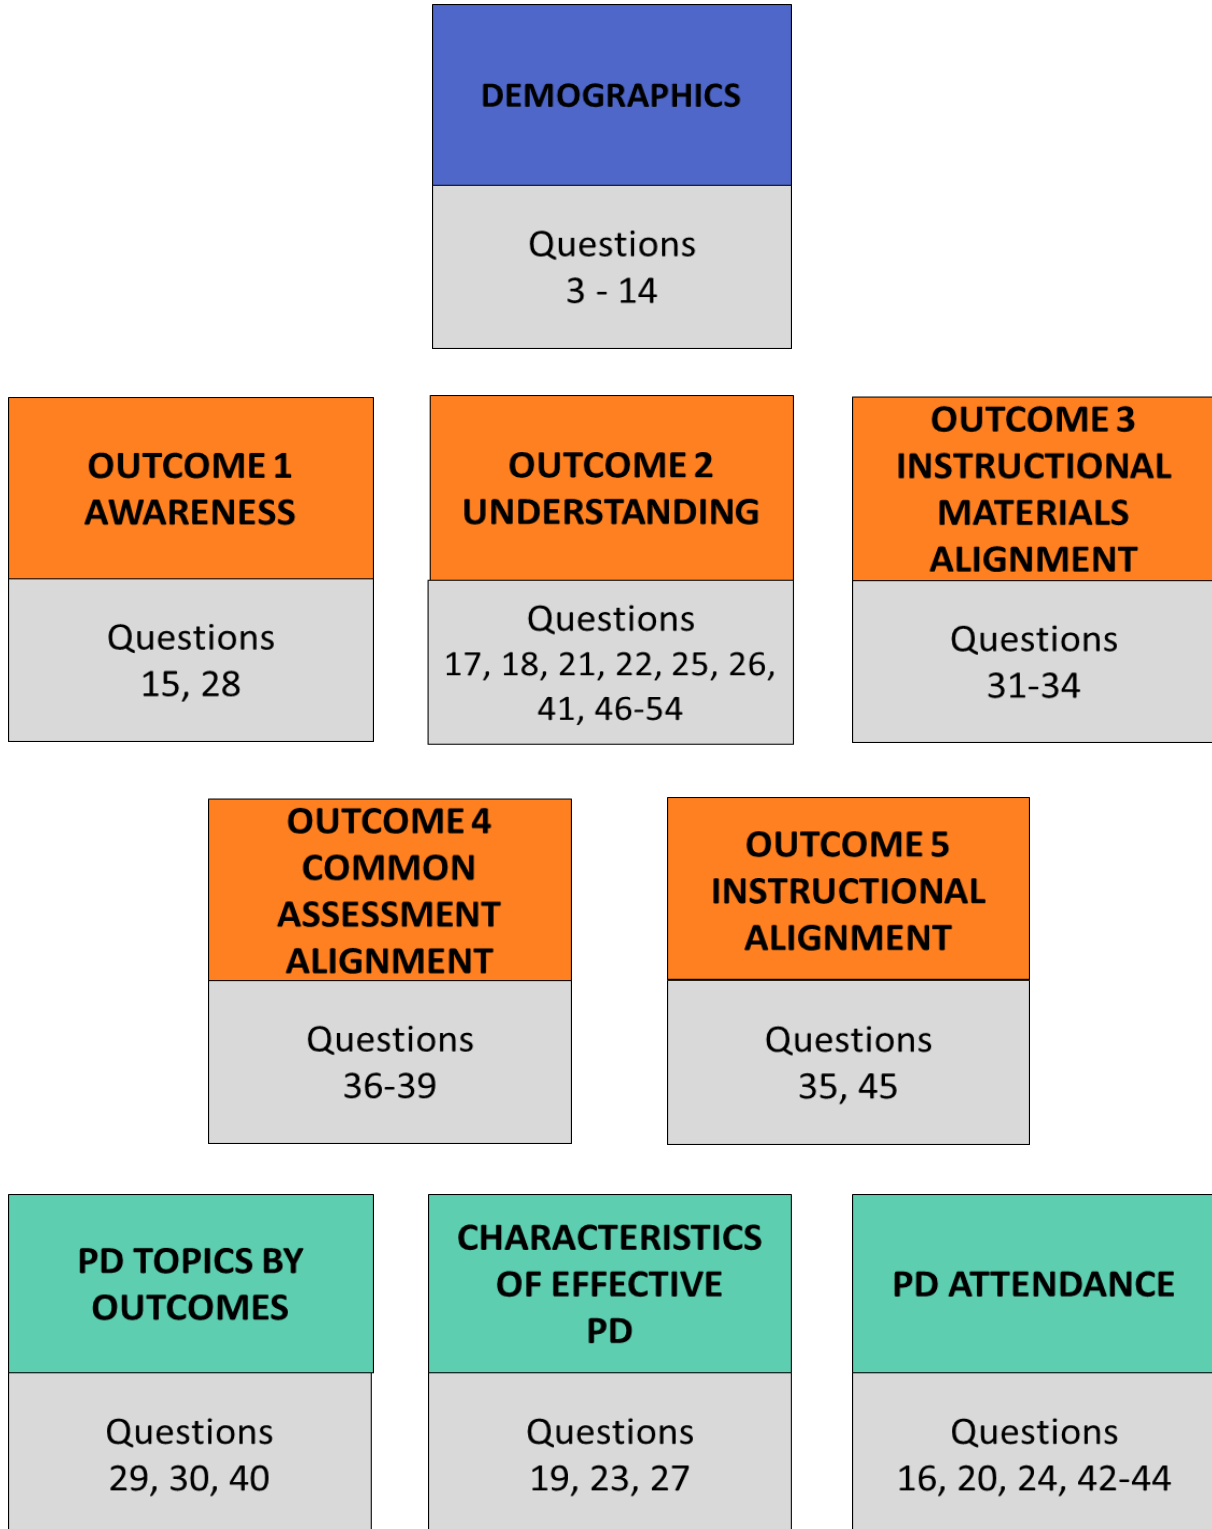 DEMOGRAPHICS
Questions
3 - 14
OUTCOME 1
AWARENESS
Questions
15, 28
OUTCOME 2
UNDERSTANDING
Questions
17, 18, 21, 22, 25, 26,
41, 46-54
OUTCOME 3
INSTRUCTIONAL
MATERIALS
ALIGNMENT
Questions
31-34
OUTCOME 4
COMMON
ASSESSMENT
ALIGNMENT
Questions
36-39
OUTCOME 5
INSTRUCTIONAL
ALIGNMENT
Questions
35, 45
PD TOPICS BY
OUTCOMES
Questions
29, 30, 40
CHARACTERISTICS
OF EFFECTIVE
PD
Questions
19, 23, 27
PD ATTENDANCE
Questions
16, 20, 24, 42-44